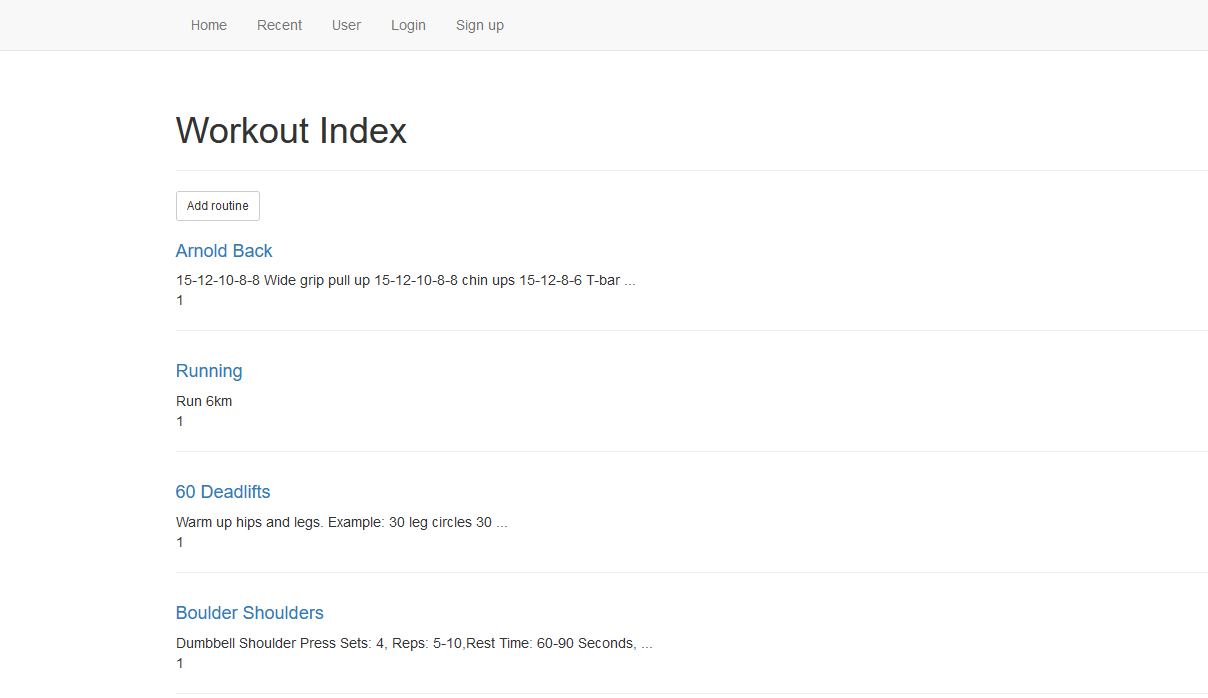 Home Recent User Login Sign up
Workout Index
Add routine
Arnold Back
15-12-10-8-8 Wide grip pull up 15-12-10-8-8 chin ups 15-12-8-6 T-bar ...
1
Running
Run 6km
1
60 Deadlifts
Warm up hips and legs. Example: 30 leg circles 30 ...
1
Boulder Shoulders
Dumbbell Shoulder Press Sets: 4, Reps: 5-10,Rest Time: 60-90 Seconds, ...
1